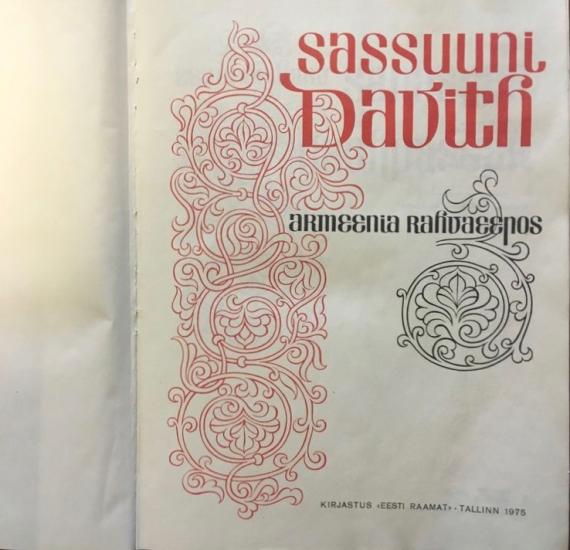 sassuuni
Davith
armeenia rahvaeepos
KIRJASTUS «EESTI RAAMAT» · TALLINN 1975